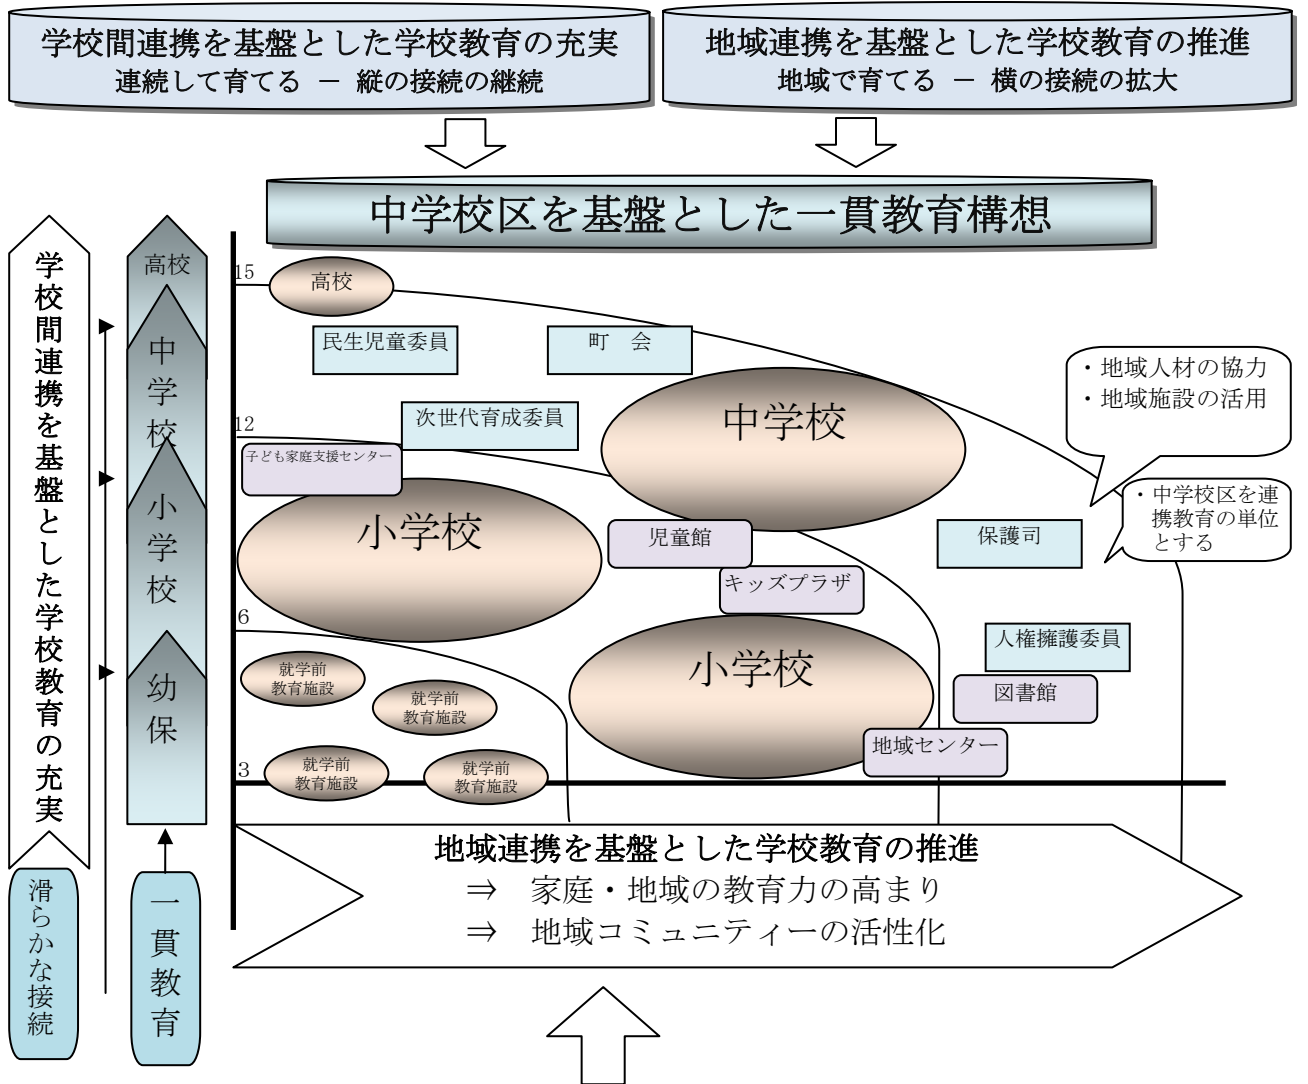 学校間連携を基盤とした学校教育の充実
連続して育てる － 縦の接続の継続
地域連携を基盤とした学校教育の推進
地域で育てる － 横の接続の拡大
中学校区を基盤とした一貫教育構想
学校間連携を基盤とした学校教育の充実
滑らかな接続
高校
中学校
小学校
幼保
一貫教育
15
高校
民生児童委員
町　会
・地域人材の協力
・地域施設の活用
12
次世代育成委員
中学校
子ども家庭支援センター
小学校
児童館
保護司
・中学校区を連
携教育の単位
とする
キッズプラザ
6
小学校
人権擁護委員
就学前
教育施設
就学前
教育施設
図書館
地域センター
3
就学前
教育施設
就学前
教育施設
地域連携を基盤とした学校教育の推進
⇒　家庭・地域の教育力の高まり
⇒　地域コミュニティーの活性化